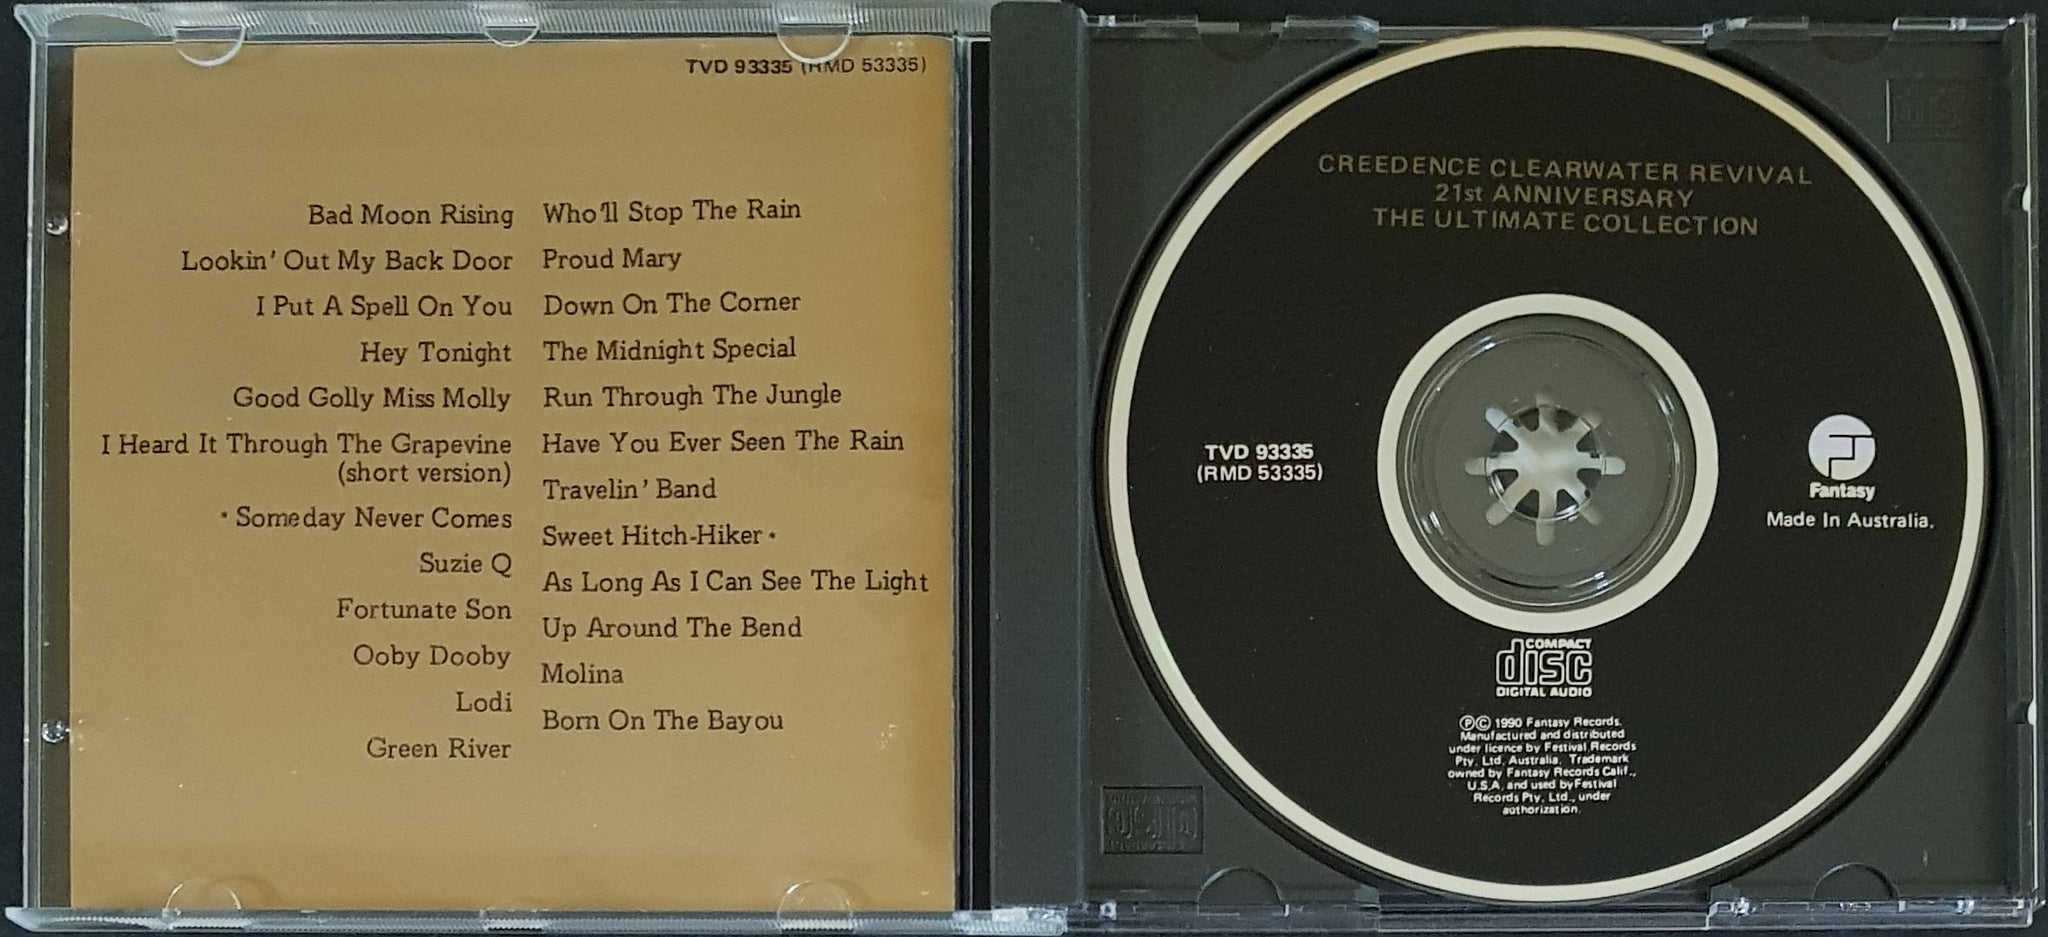 TVD 93335 (RMD 53335)
Bad Moon Rising
Lookin' Out My Back Door
I Put A Spell On You
Hey Tonight
Good Golly Miss Molly
I Heard It Through The Grapevine
(short version)
* Someday Never Comes
Suzie Q
Fortunate Son
Ooby Dooby
Lodi
Green River
Who'll Stop The Rain
Proud Mary
Down On The Corner
The Midnight Special
Run Through The Jungle
Have You Ever Seen The Rain
Travelin' Band
Sweet Hitch-Hiker *
As Long As I Can See The Light
Up Around The Bend
Molina
Born On The Bayou
CREEDENCE CLEARWATER REVIVAL
21st ANNIVERSARY
THE ULTIMATE COLLECTION
TVD 93335
(RMD 53335)
Fantasy
Made In Australia.
COMPACT
disc
DIGITAL AUDIO
Ⓟ© 1990 Fantasy Records.
Manufactured and distributed
under licence by Festival Records
Pty. Ltd. Australia. Trademark
owned by Fantasy Records Calif.,
U.S.A. and used by Festival
Records Pty. Ltd., under
authorization.
disc